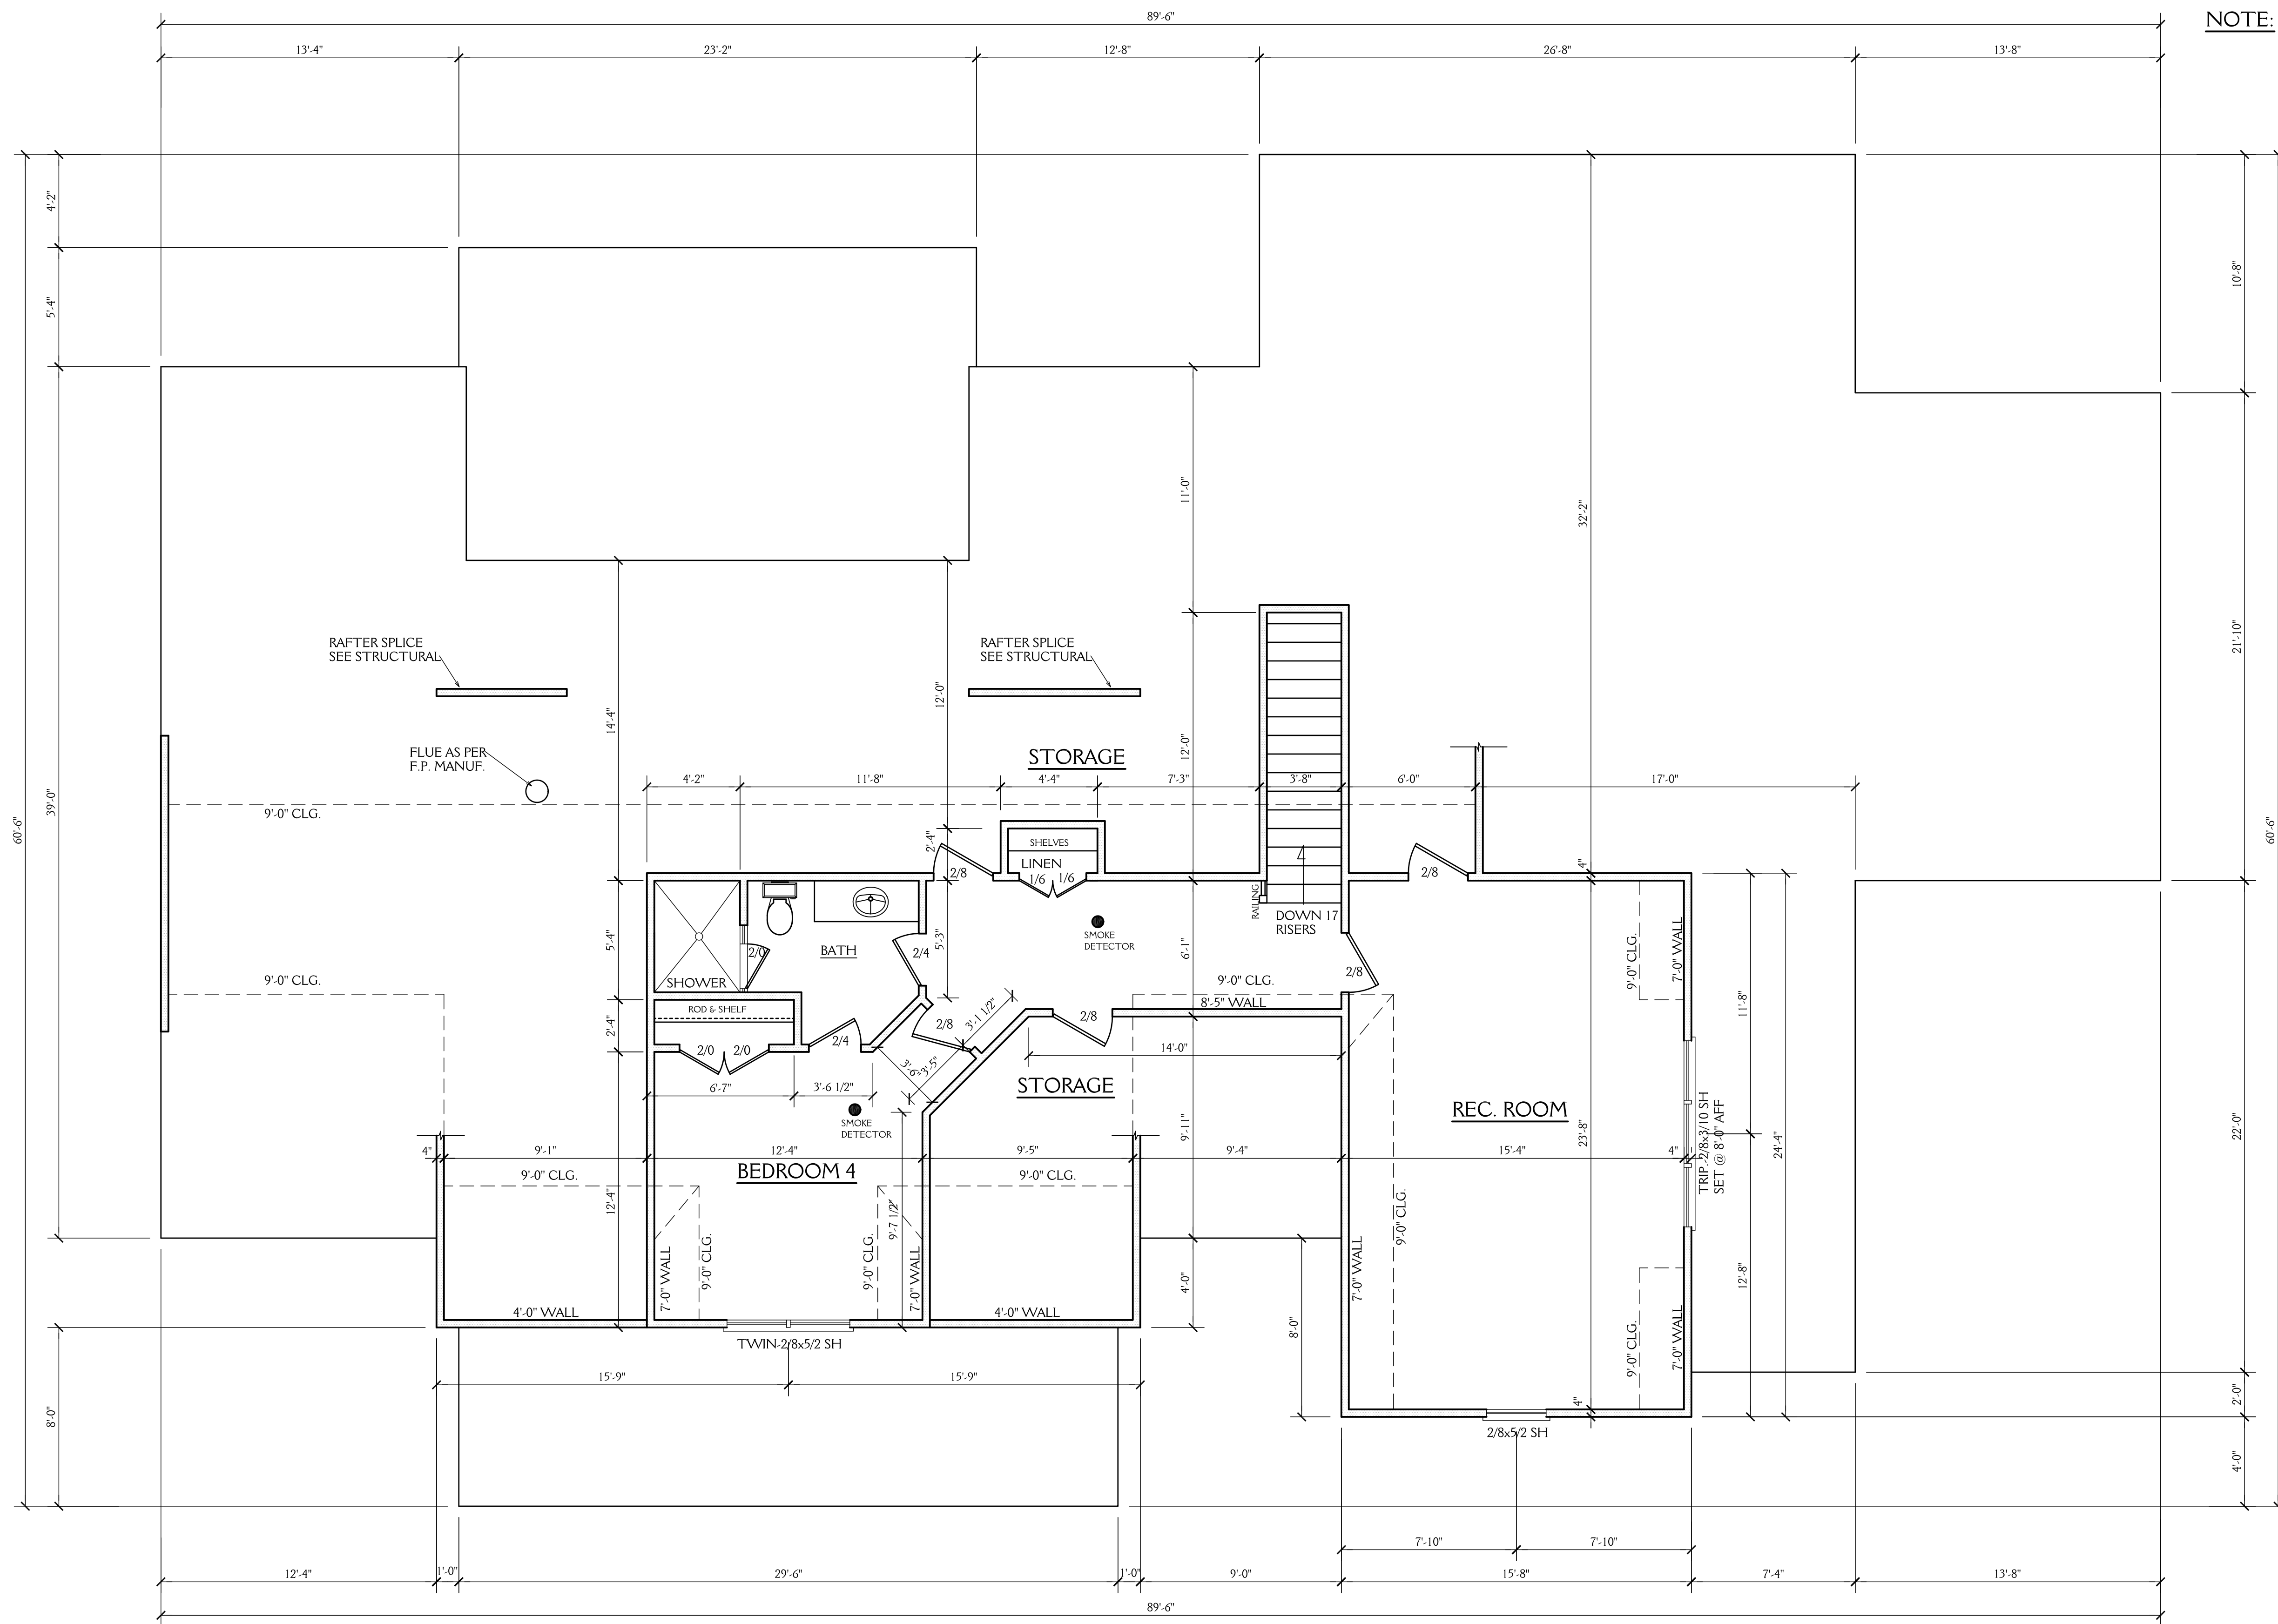 NOTE:
89'-6"
13'-4"
23'-2"
12'-8"
26'-8"
13'-8"
4'-2"
5'-4"
39'-0"
60'-6"
8'-0"
10'-8"
21'-10"
22'-0"
2'-0"
4'-0"
60'-6"
11'-0"
32'-2"
RAFTER SPLICE
SEE STRUCTURAL
RAFTER SPLICE
SEE STRUCTURAL
14'-4"
12'-0"
12'-0"
FLUE AS PER
F.P. MANUF.
STORAGE
4'-2"
11'-8"
4'-4"
7'-3"
3'-8"
6'-0"
17'-0"
9'-0" CLG.
2'-4"
SHELVES
LINEN
1/6
1/6
2/8
2/8
4"
RAILING
DOWN 17
RISERS
SMOKE
DETECTOR
5'-4"
5'-3"
6'-1"
2/0
BATH
2/4
SHOWER
2/8
9'-0" CLG.
7'-0" WALL
9'-0" CLG.
9'-0" CLG.
8'-5" WALL
ROD & SHELF
2'-4"
2/0
2/0
2/4
2/8
3'-1 1/2"
2/8
3'-6"
3'-5"
14'-0"
11'-8"
6'-7"
3'-6 1/2"
STORAGE
SMOKE
DETECTOR
REC. ROOM
23'-8"
9'-11"
TRIP.-2/8x3/10 SH
SET @ 8'-0" AFF
24'-4"
4"
9'-1"
12'-4"
9'-5"
9'-4"
15'-4"
4"
BEDROOM 4
9'-0" CLG.
9'-0" CLG.
12'-4"
9'-7 1/2"
7'-0" WALL
9'-0" CLG.
9'-0" CLG.
7'-0" WALL
9'-0" CLG.
7'-0" WALL
4'-0"
12'-8"
4'-0" WALL
4'-0" WALL
8'-0"
9'-0" CLG.
7'-0" WALL
TWIN-2/8x5/2 SH
15'-9"
15'-9"
4"
2/8x5/2 SH
7'-10"
7'-10"
12'-4"
1'-0"
29'-6"
1'-0"
9'-0"
15'-8"
7'-4"
13'-8"
89'-6"